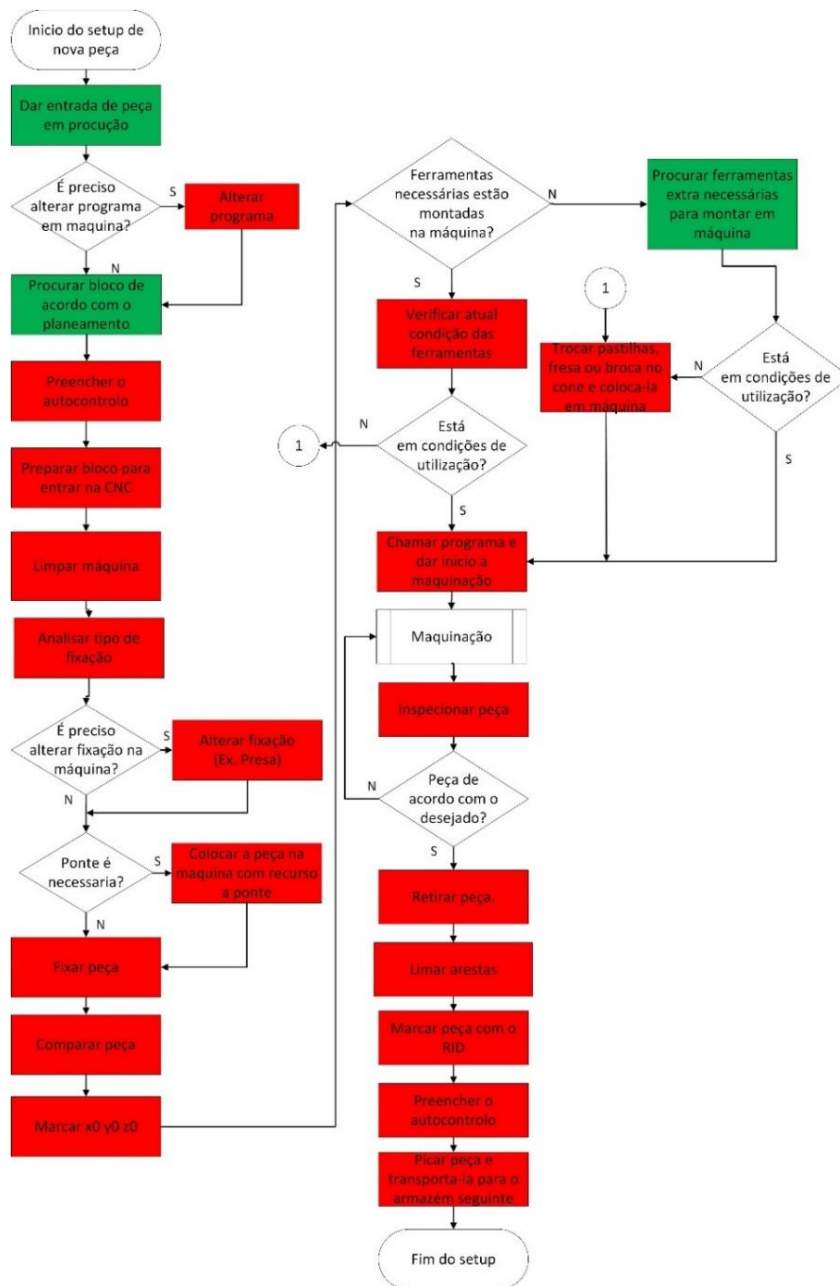 Inicio do setup de
nova peça
Dar entrada de peça
em procução
É preciso
alterar programa
em maquina?
S
Alterar
programa
N
Procurar bloco de
acordo com o
planeamento
Preencher o
autocontrolo
Preparar bloco para
entrar na CNC
Limpar máquina
Analisar tipo de
fixação
É preciso
alterar fixação na
máquina?
S
Alterar fixação
(Ex. Presa)
N
Ponte é
necessaria?
S
Colocar a peça na
maquina com recurso
a ponte
N
Fixar peça
Comparar peça
Marcar x0 y0 z0
Ferramentas
necessárias estão
montadas
na máquina?
N
Procurar ferramentas
extra necessárias
para montar em
máquina
S
1
Verificar atual
condição das
ferramentas
Trocar pastilhas,
fresa ou broca no
cone e coloca-la
em máquina
N
Está
em condições de
utilização?
S
1
N
Está
em condições de
utilização?
S
Chamar programa e
dar inicio a
maquinação
Maquinação
Inspecionar peça
N
Peça de
acordo com o
desejado?
S
Retirar peça.
Limar arestas
Marcar peça com o
RID
Preencher o
autocontrolo
Picar peça e
transporta-la para o
armazém seguinte
Fim do setup